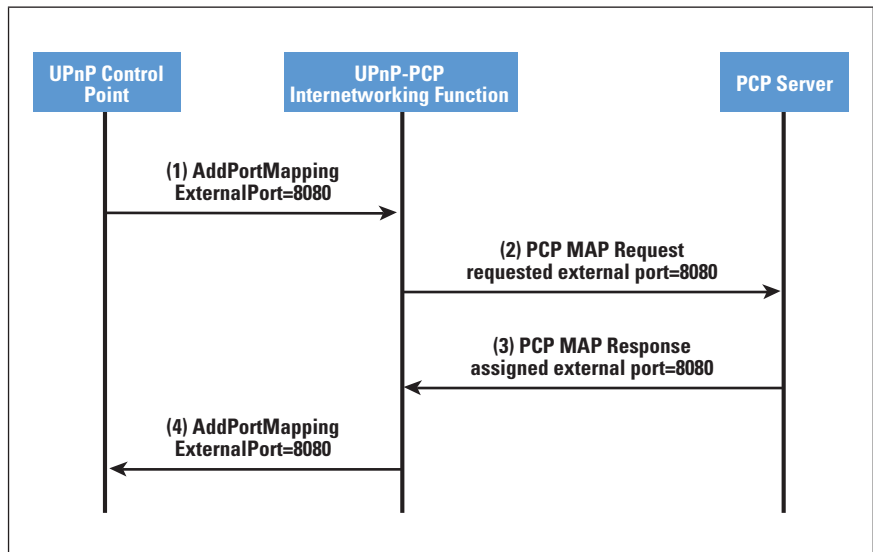 UPnP Control
Point
UPnP-PCP
Internetworking Function
PCP Server
(1) AddPortMapping
ExternalPort=8080
(2) PCP MAP Request
requested external port=8080
(3) PCP MAP Response
assigned external port=8080
(4) AddPortMapping
ExternalPort=8080